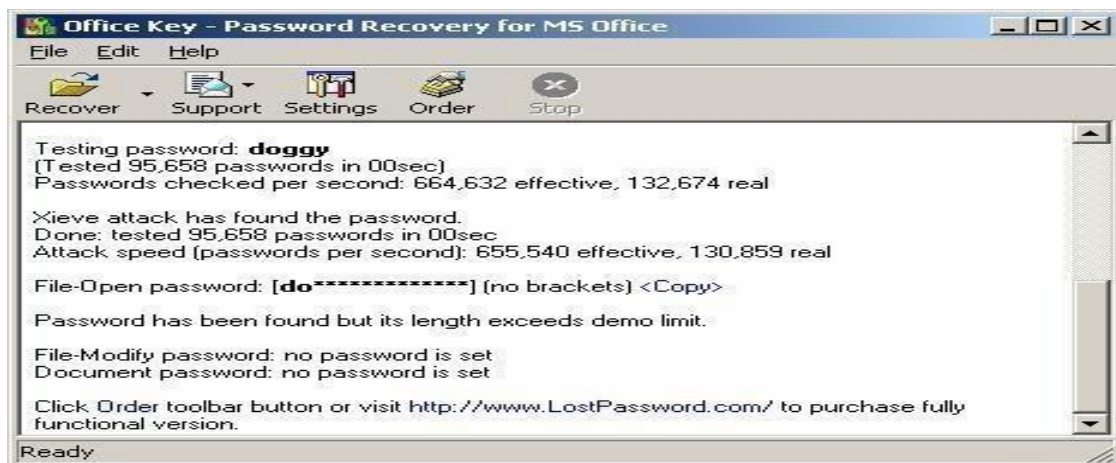 Office Key - Password Recovery for MS Office
File Edit Help
Recover Support Settings Order Stop
Testing password: doggy
(Tested 95,658 passwords in 00sec)
Passwords checked per second: 664,632 effective, 132,674 real
Xieve attack has found the password.
Done: tested 95,658 passwords in 00sec
Attack speed (passwords per second): 655,540 effective, 130,859 real
File-Open password: [do*************] (no brackets) <Copy>
Password has been found but its length exceeds demo limit.
File-Modify password: no password is set
Document password: no password is set
Click Order toolbar button or visit http://www.LostPassword.com/ to purchase fully
functional version.
Ready